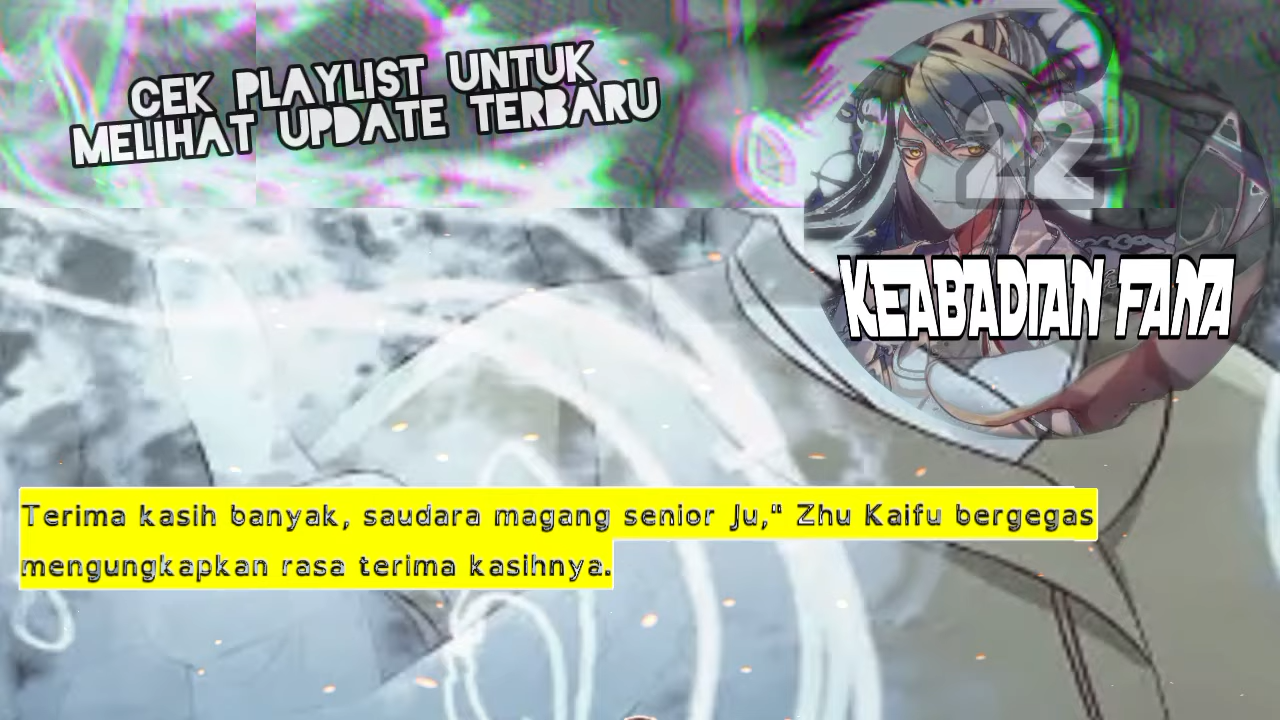 CEK PLAYLIST UNTUK
MELIHAT UPDATE TERBARU
22
KEABADIAN FANA
Terima kasih banyak, saudara magang senior Ju," Zhu Kaifu bergegas
mengungkapkan rasa terima kasihnya.